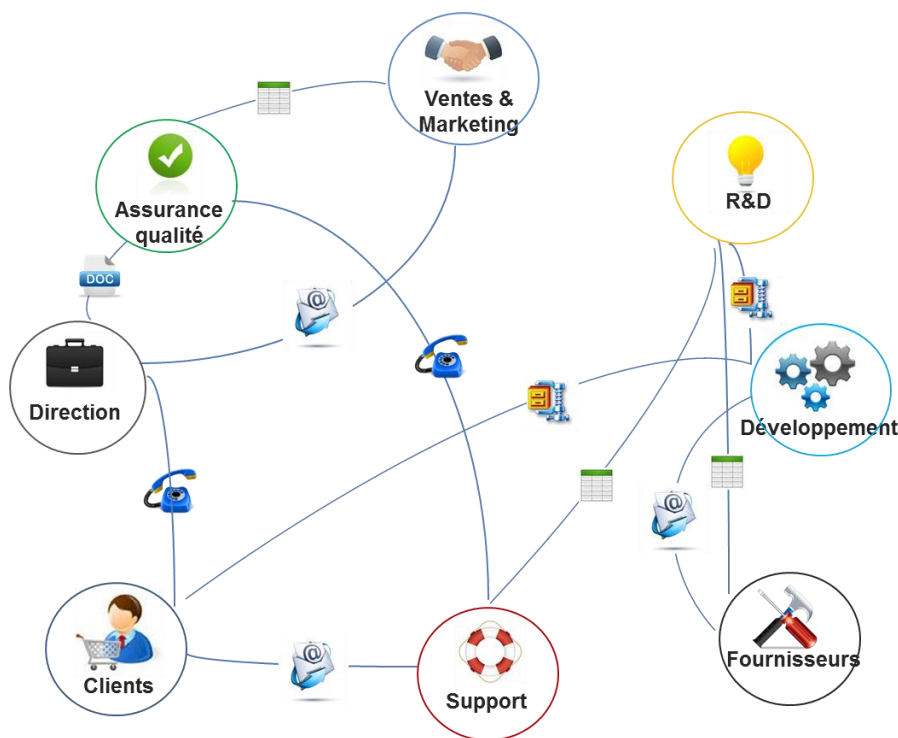 Ventes &
Marketing
Assurance
qualité
R&D
DOC
Direction
Développement
@
@
@
Clients
Support
Fournisseurs